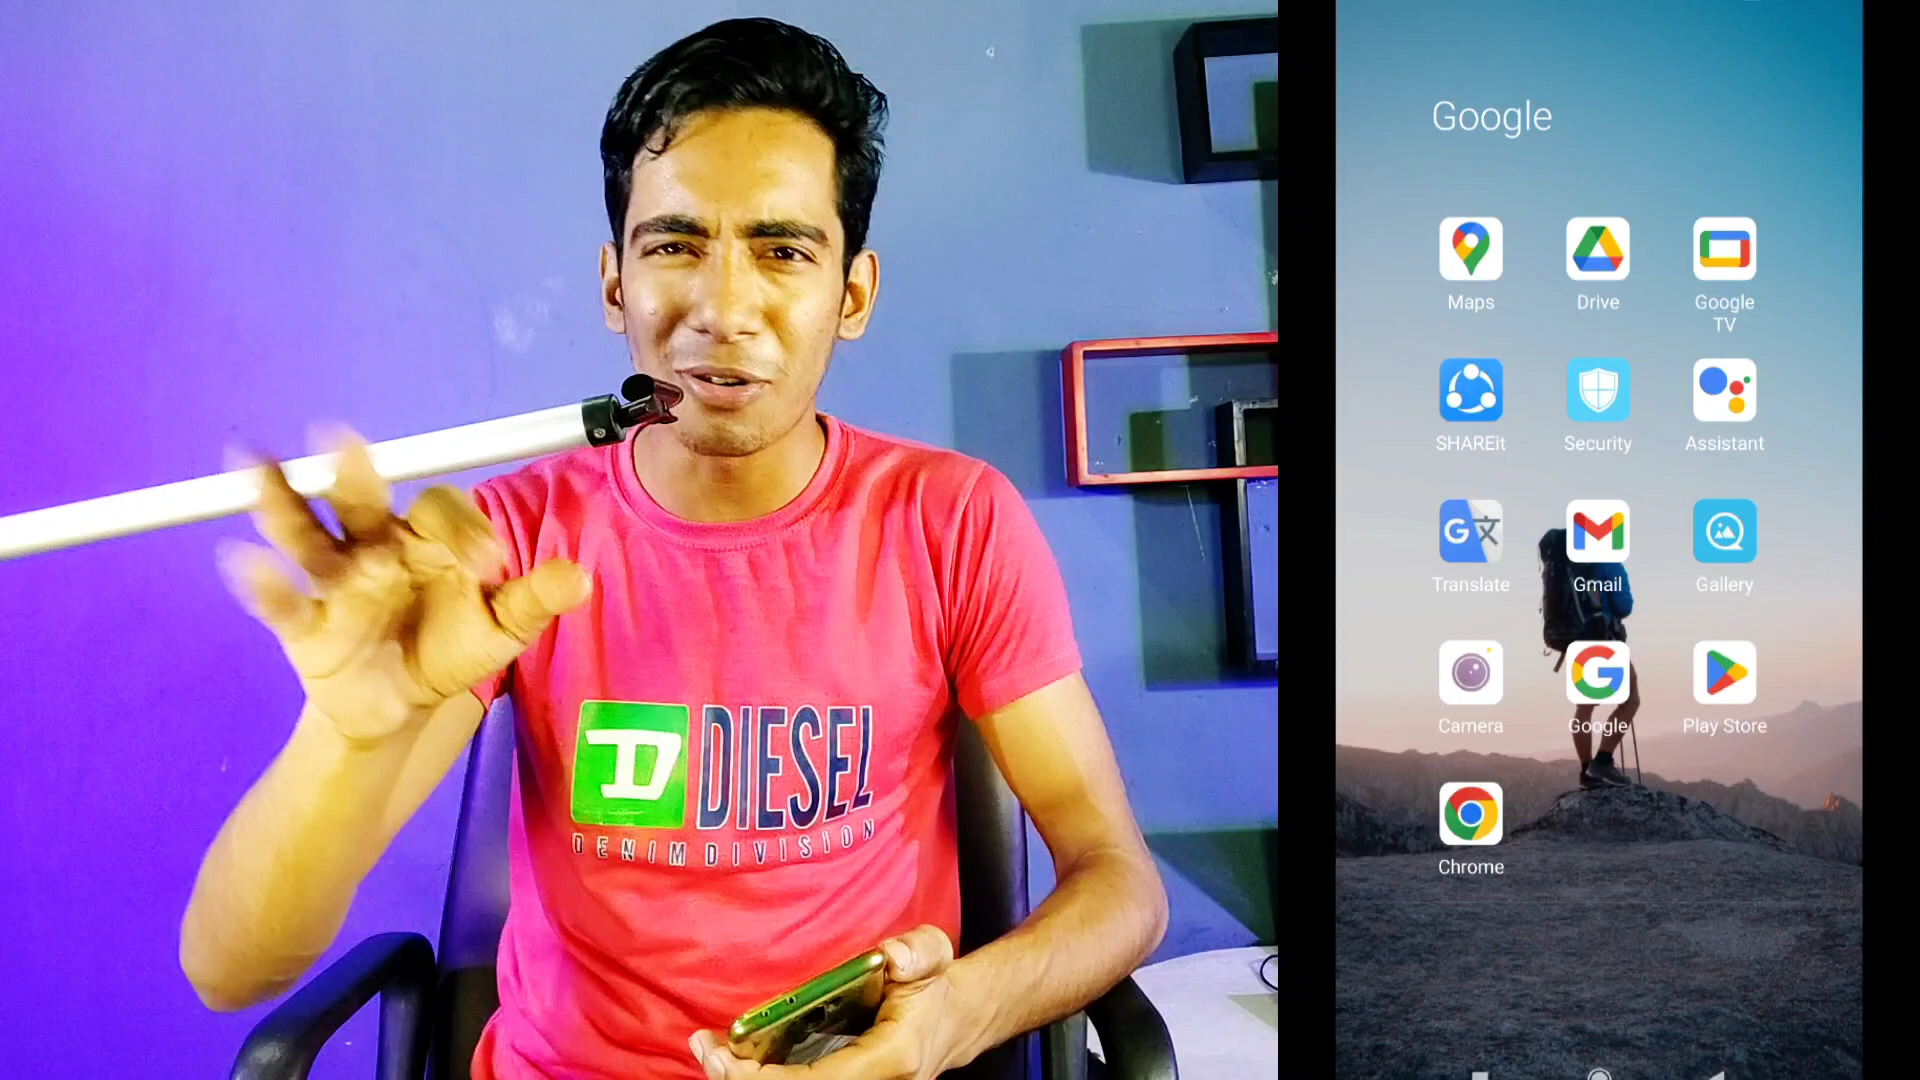 DIESEL
DENIM DIVISION
Google
Maps
Drive
Google
TV
SHAREit
Security
Assistant
Translate
Gmail
Gallery
Camera
Google
Play Store
Chrome